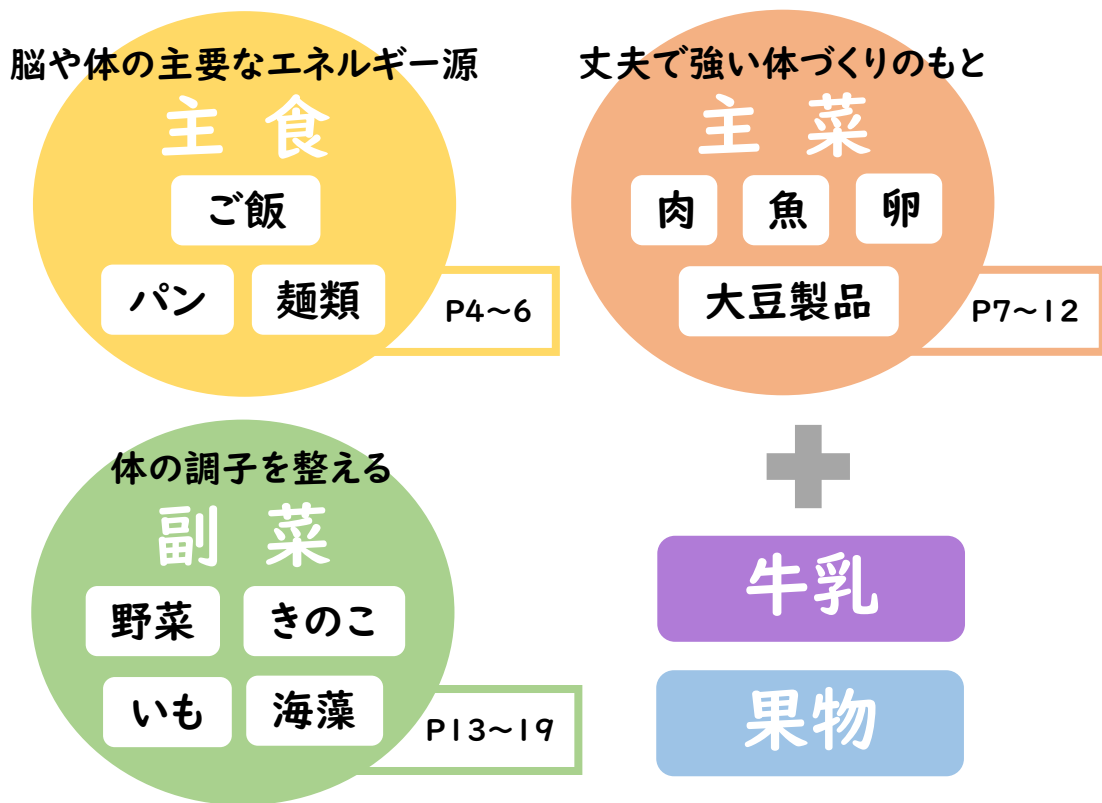 脳や体の主要なエネルギー源
主食
ご飯
パン 麺類
P4～6
丈夫で強い体づくりのもと
主菜
肉 魚 卵
大豆製品
P7～12
体の調子を整える
副菜
野菜 きのこ
いも 海藻
P13～19
牛乳
果物